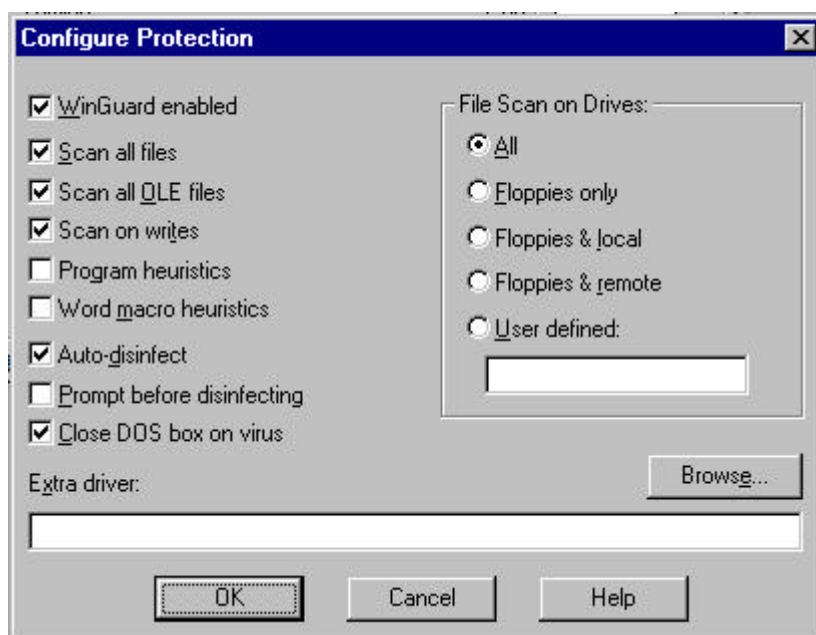 Configure Protection
WinGuard enabled
Scan all files
Scan all OLE files
Scan on writes
Program heuristics
Word macro heuristics
Auto-disinfect
Prompt before disinfecting
Close DOS box on virus
File Scan on Drives:
All
Floppies only
Floppies & local
Floppies & remote
User defined:
Extra driver:
Browse...
OK
Cancel
Help